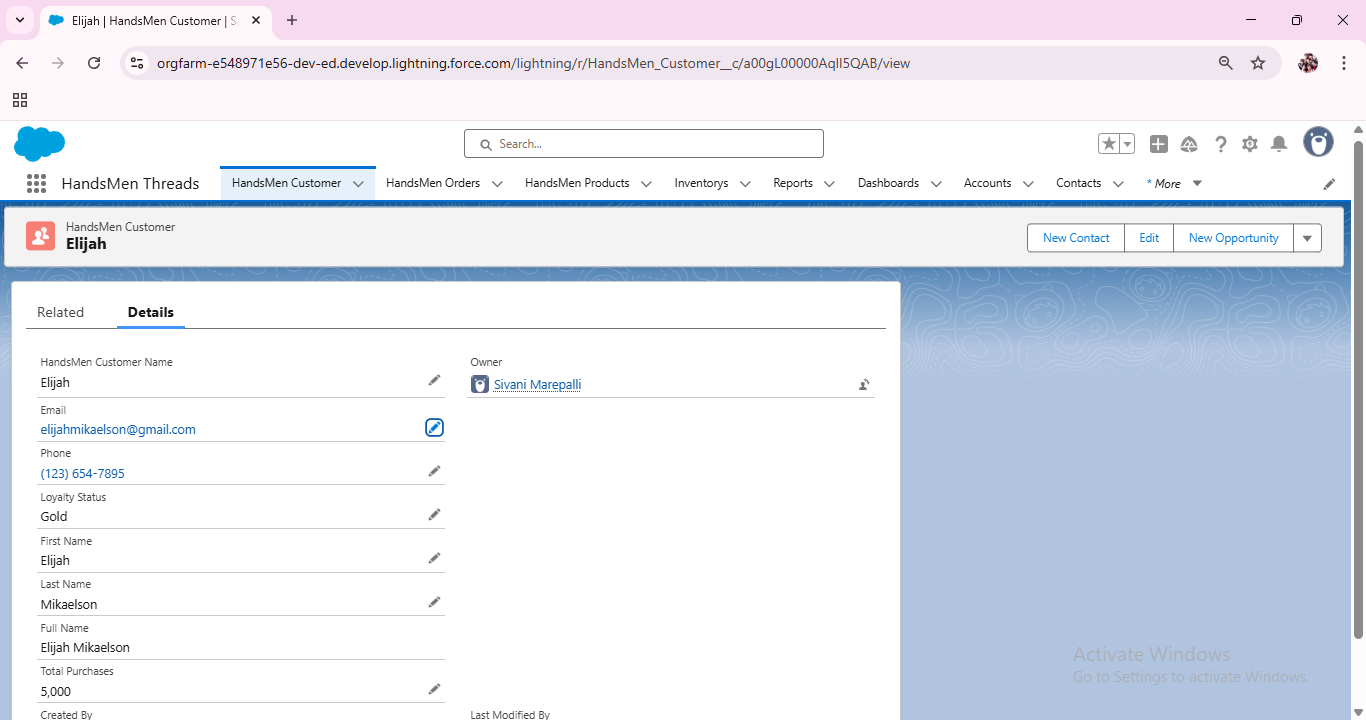 Elijah | HandsMen Customer | S
orgfarm-e548971e56-dev-ed.develop.lightning.force.com/lightning/r/HandsMen_Customer__c/a00gL00000AqII5QAB/view
Search...
HandsMen Threads
HandsMen Customer
HandsMen Orders
HandsMen Products
Inventorys
Reports
Dashboards
Accounts
Contacts
* More
HandsMen Customer
Elijah
New Contact
Edit
New Opportunity
Related
Details
HandsMen Customer Name
Elijah
Owner
Sivani Marepalli
Email
elijahmikaelson@gmail.com
Phone
(123) 654-7895
Loyalty Status
Gold
First Name
Elijah
Last Name
Mikaelson
Full Name
Elijah Mikaelson
Total Purchases
5,000
Created By
Last Modified By
Activate Windows
Go to Settings to activate Windows.